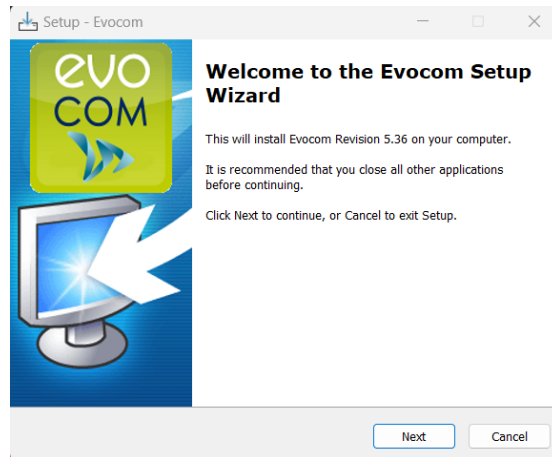 Setup - Evocom
evo
COM
Welcome to the Evocom Setup
Wizard
This will install Evocom Revision 5.36 on your computer.
It is recommended that you close all other applications
before continuing.
Click Next to continue, or Cancel to exit Setup.
Next
Cancel